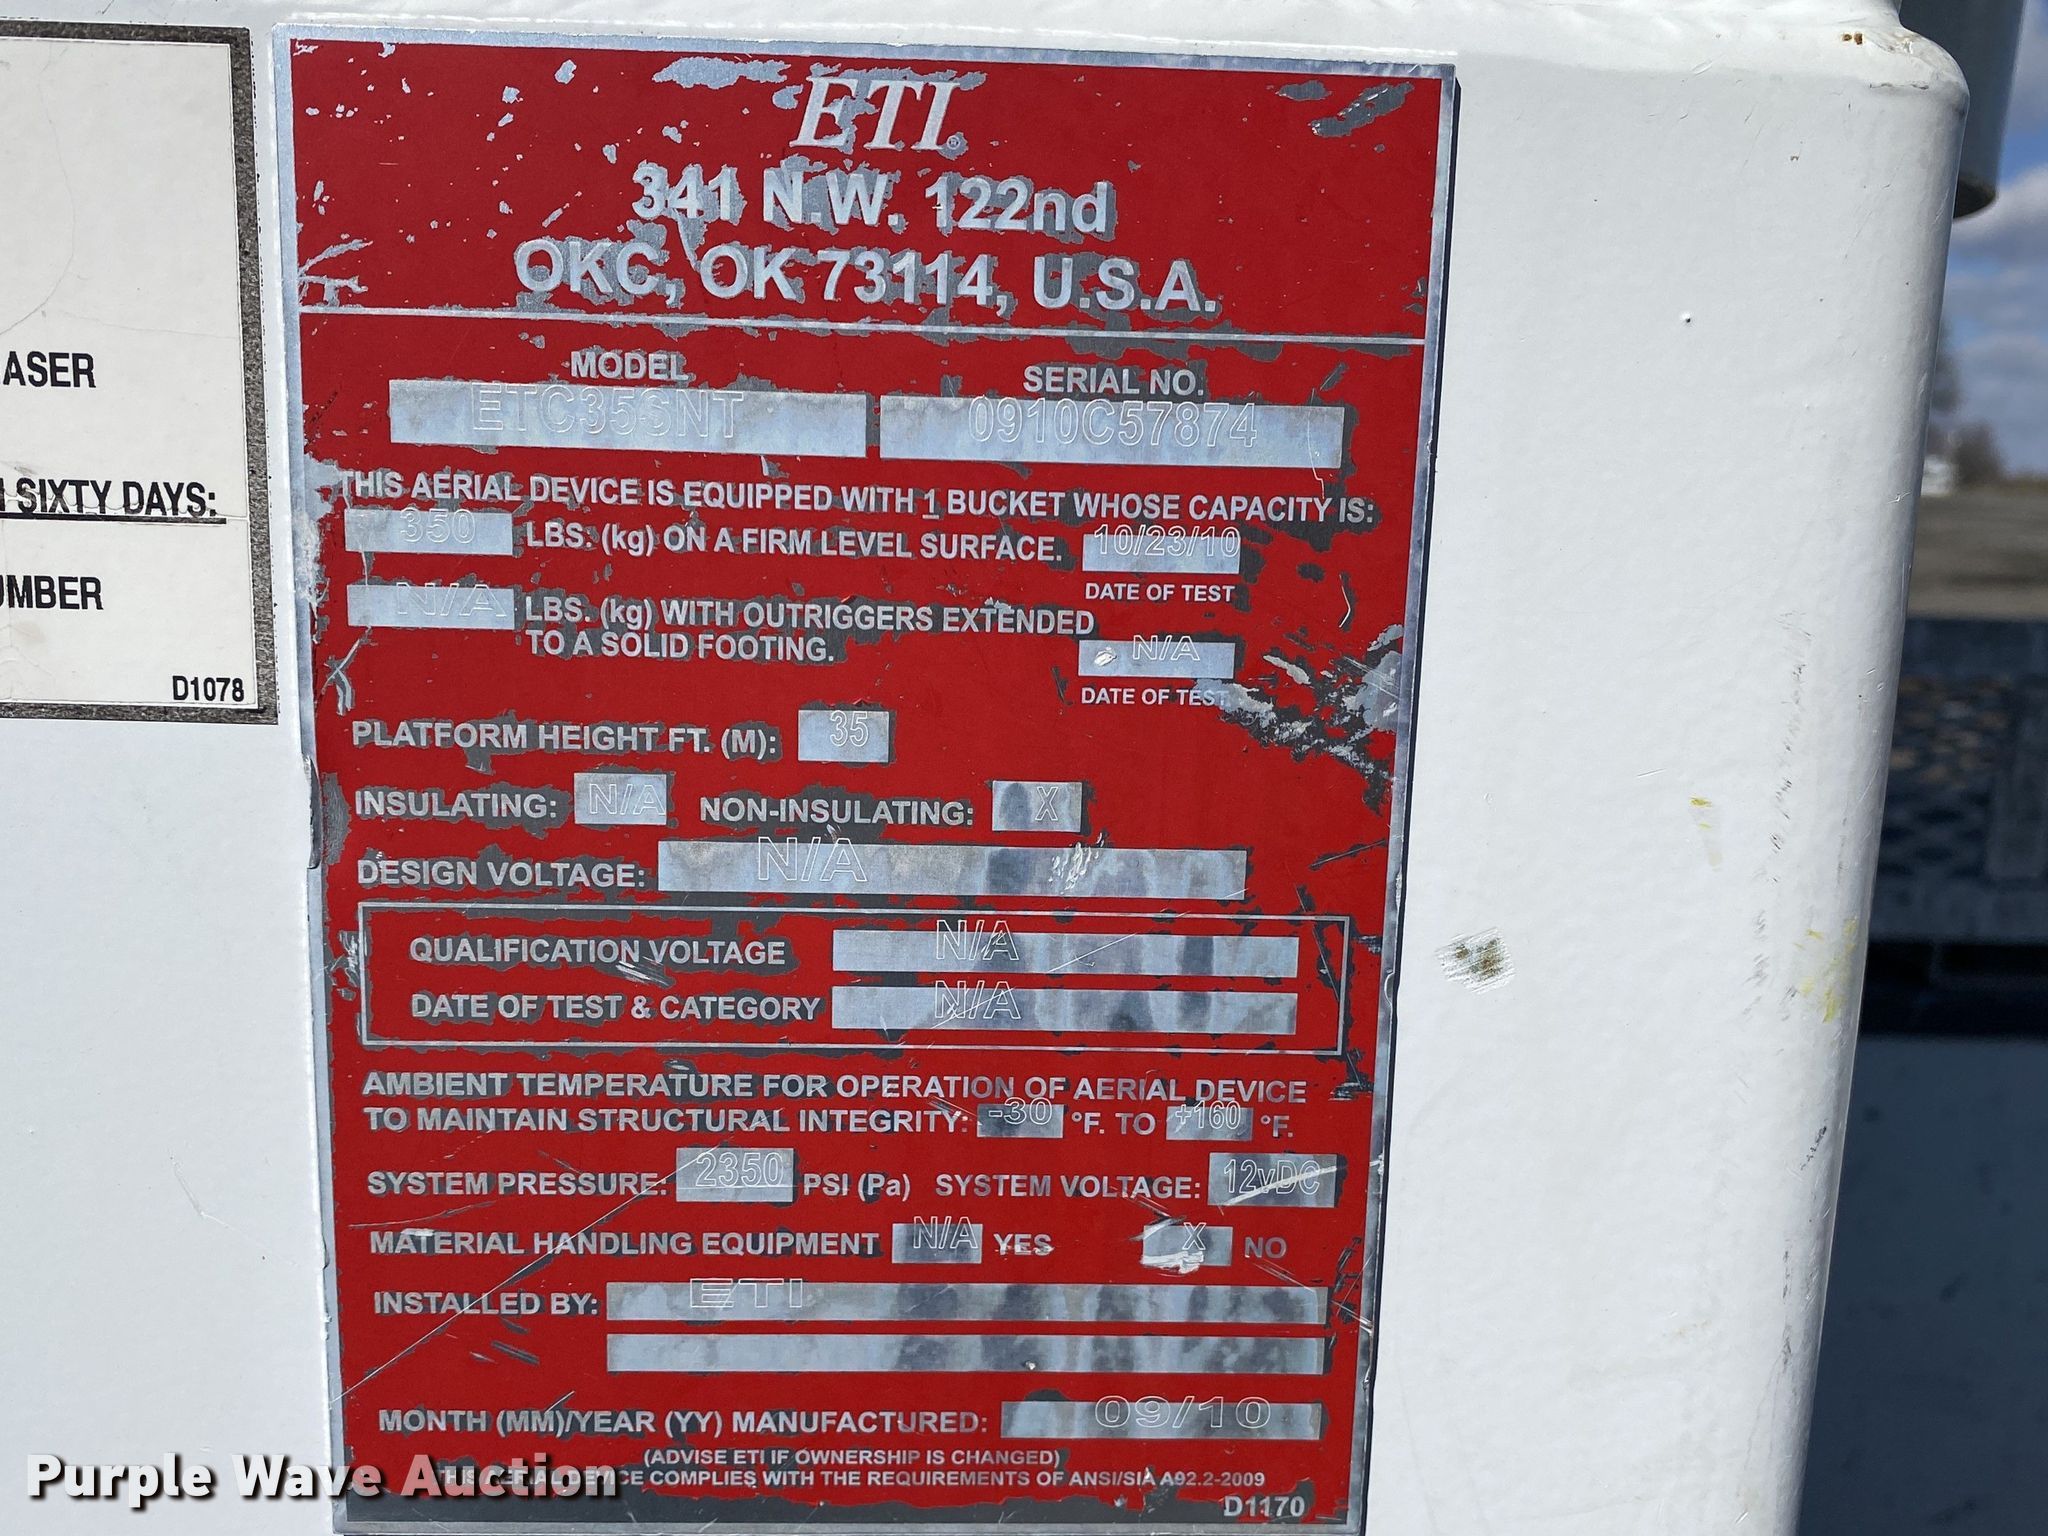 ASER
SIXTY DAYS:
UMBER
D1078
ETI®
341 N.W. 122nd
OKC, OK 73114, U.S.A.
MODEL SERIAL NO.
ETC35SNT 0910C57874
THIS AERIAL DEVICE IS EQUIPPED WITH 1 BUCKET WHOSE CAPACITY IS:
350 LBS. (kg) ON A FIRM LEVEL SURFACE. 10/23/10
DATE OF TEST
N/A LBS. (kg) WITH OUTRIGGERS EXTENDED
TO A SOLID FOOTING. N/A
DATE OF TEST
PLATFORM HEIGHT FT. (M): 35
INSULATING: N/A NON-INSULATING: X
DESIGN VOLTAGE: N/A
QUALIFICATION VOLTAGE N/A
DATE OF TEST & CATEGORY N/A
AMBIENT TEMPERATURE FOR OPERATION OF AERIAL DEVICE
TO MAINTAIN STRUCTURAL INTEGRITY: -30 °F. TO +160 °F.
SYSTEM PRESSURE: 2350 PSI (Pa) SYSTEM VOLTAGE: 12vDC
MATERIAL HANDLING EQUIPMENT N/A YES X NO
INSTALLED BY: ETI
MONTH (MM)/YEAR (YY) MANUFACTURED: 09/10
(ADVISE ETI IF OWNERSHIP IS CHANGED)
THIS AERIAL DEVICE COMPLIES WITH THE REQUIREMENTS OF ANSI/SIA A92.2-2009
D1170
Purple Wave Auction